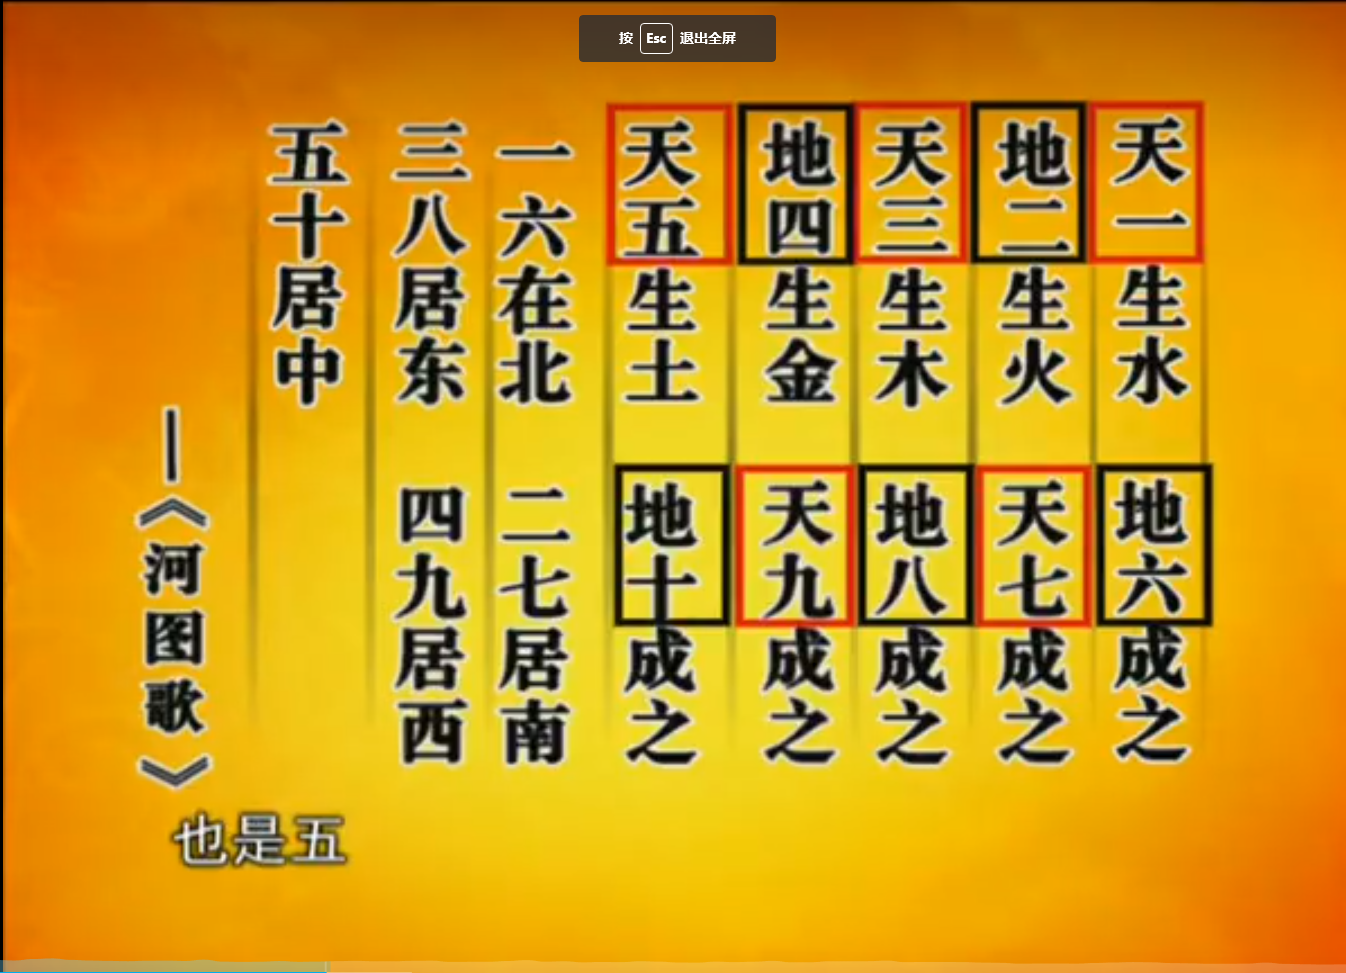 按 Esc 退出全屏
天一生水 地六成之
地二生火 天七成之
天三生木 地八成之
地四生金 天九成之
天五生土 地十成之
一六在北 二七居南
三八居东 四九居西
五十居中
——《河图歌》
也是五